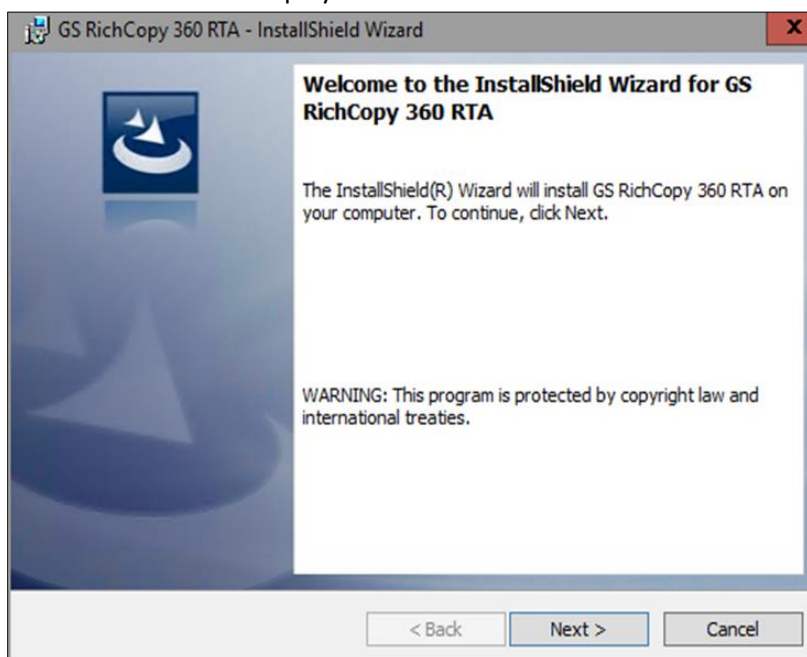 GS RichCopy 360 RTA - InstallShield Wizard
X
Welcome to the InstallShield Wizard for GS
RichCopy 360 RTA
The InstallShield(R) Wizard will install GS RichCopy 360 RTA on
your computer. To continue, click Next.
WARNING: This program is protected by copyright law and
international treaties.
< Back Next > Cancel